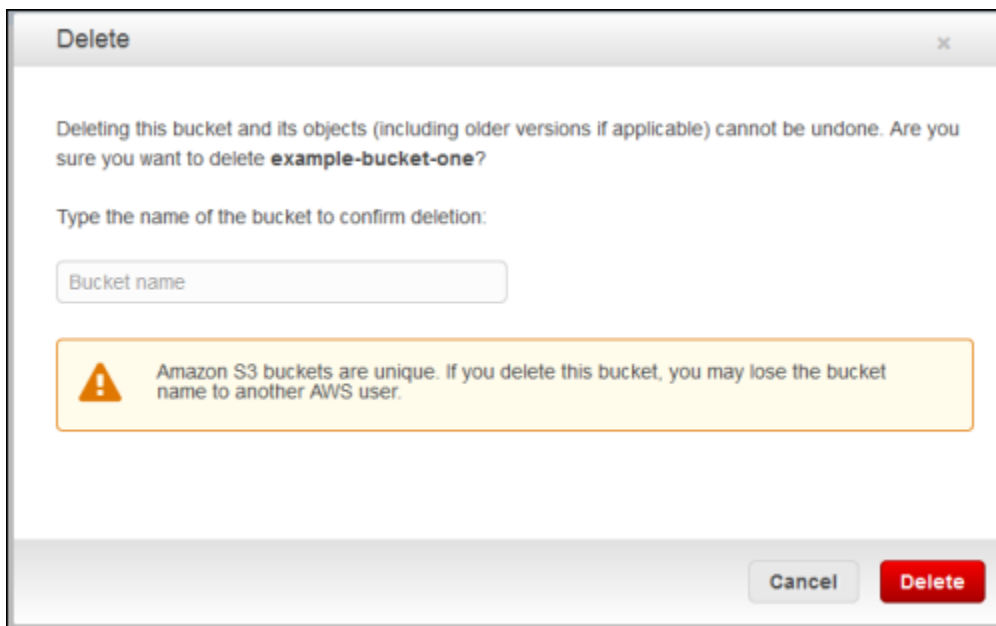 Delete
×
Deleting this bucket and its objects (including older versions if applicable) cannot be undone. Are you
sure you want to delete example-bucket-one?
Type the name of the bucket to confirm deletion:
Bucket name
Amazon S3 buckets are unique. If you delete this bucket, you may lose the bucket
name to another AWS user.
Cancel
Delete